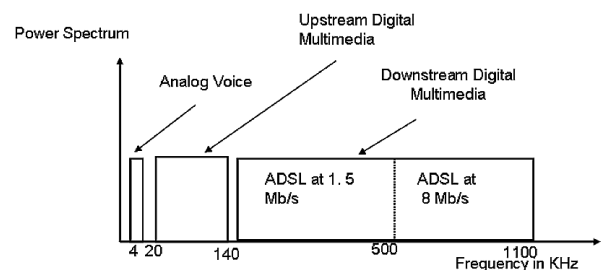 Upstream Digital
Multimedia
Power Spectrum
Analog Voice
Downstream Digital
Multimedia
ADSL at 1. 5
Mb/s
ADSL at
8 Mb/s
4 20 140 500 1100
Frequency in KHz